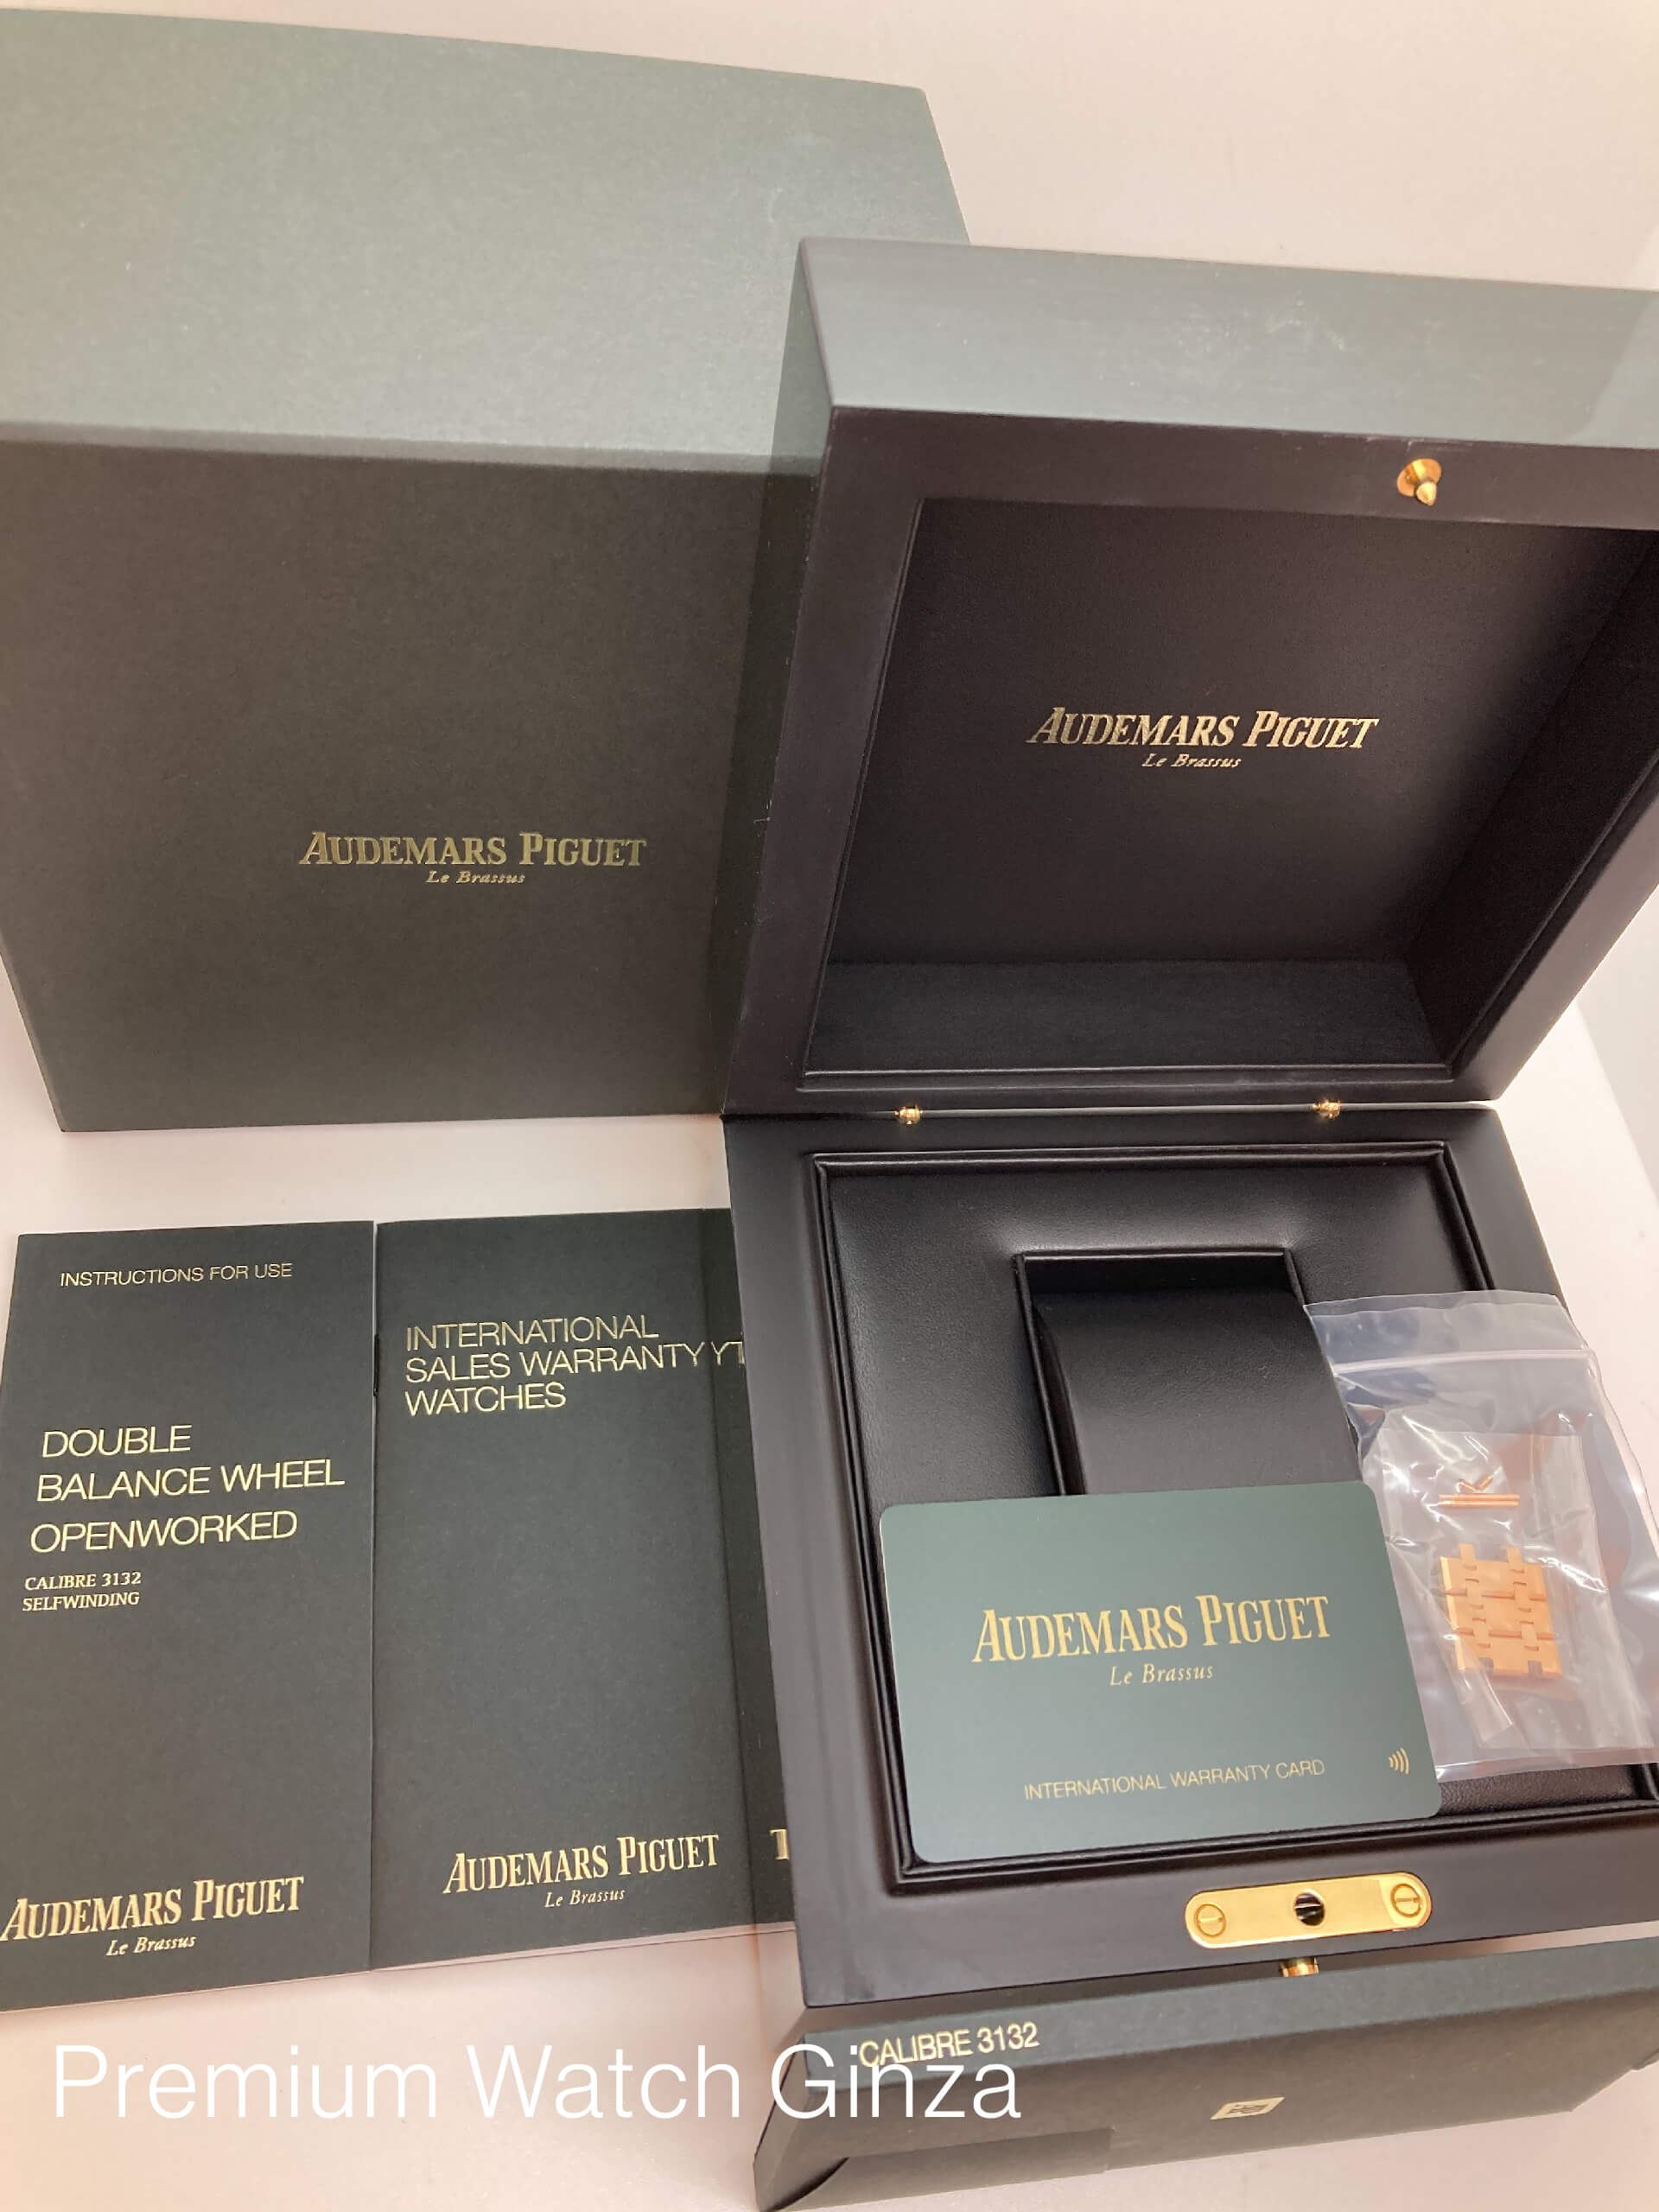 AUDEMARS PIGUET
Le Brassus
AUDEMARS PIGUET
Le Brassus
INSTRUCTIONS FOR USE
DOUBLE
BALANCE WHEEL
OPENWORKED
CALIBRE 3132
SELFWINDING
AUDEMARS PIGUET
Le Brassus
INTERNATIONAL
SALES WARRANTY
WATCHES
AUDEMARS PIGUET
Le Brassus
AUDEMARS PIGUET
Le Brassus
INTERNATIONAL WARRANTY CARD
CALIBRE 3132
Premium Watch Ginza